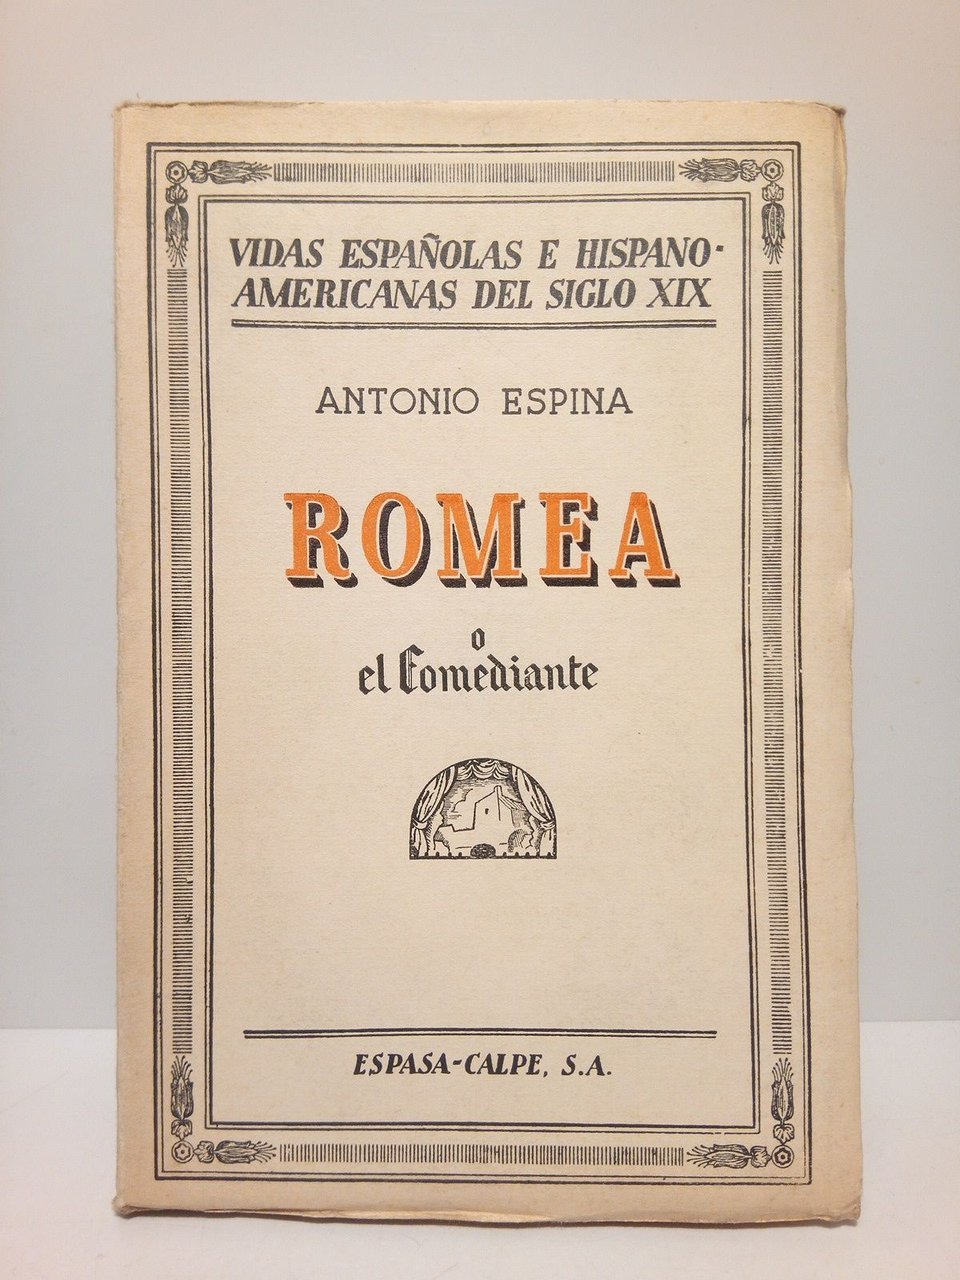 VIDAS ESPAÑOLAS E HISPANO-
AMERICANAS DEL SIGLO XIX
ANTONIO ESPINA
ROMEA
o
el Comediante
ESPASA-CALPE, S.A.